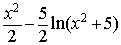 x²/2 − 5/2 ln(x² + 5)